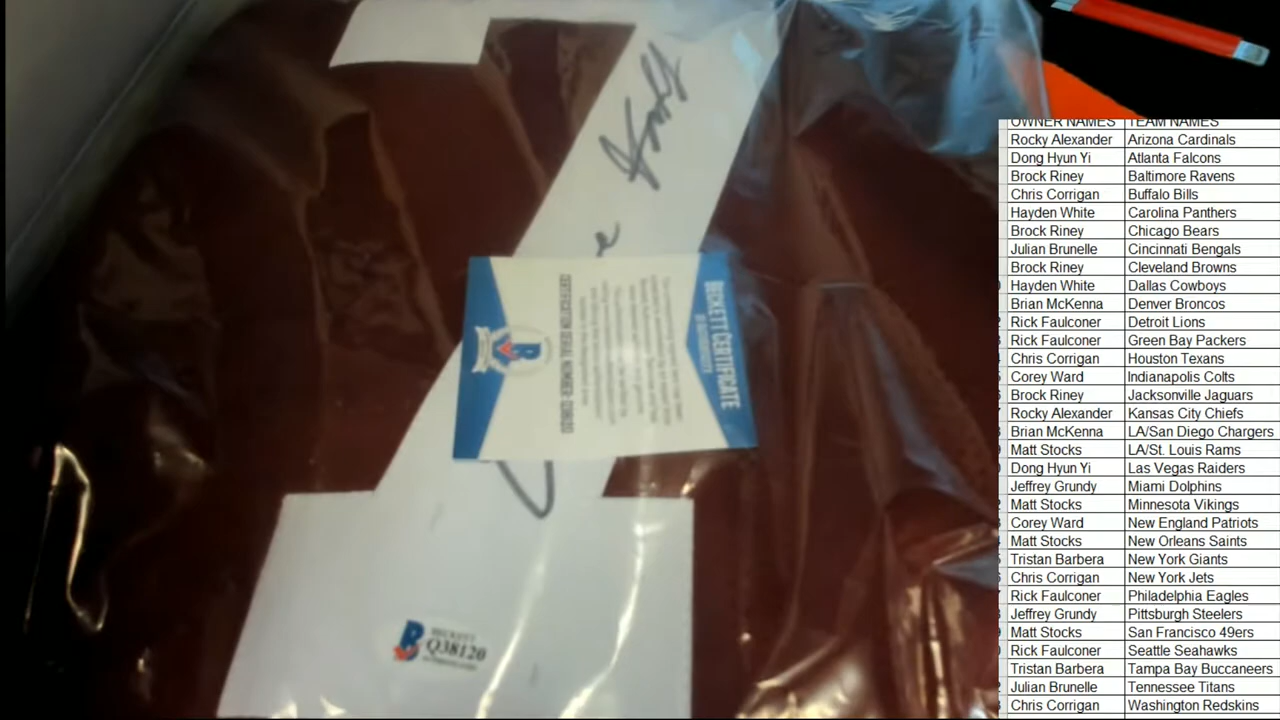 BECKETT CERTIFICATE
OF AUTHENTICITY
CERTIFICATION SERIAL NUMBER: Q38120
BECKETT
Q38120
OWNER NAMES TEAM NAMES
Rocky Alexander Arizona Cardinals
Dong Hyun Yi Atlanta Falcons
Brock Riney Baltimore Ravens
Chris Corrigan Buffalo Bills
Hayden White Carolina Panthers
Brock Riney Chicago Bears
Julian Brunelle Cincinnati Bengals
Brock Riney Cleveland Browns
Hayden White Dallas Cowboys
Brian McKenna Denver Broncos
Rick Faulconer Detroit Lions
Rick Faulconer Green Bay Packers
Chris Corrigan Houston Texans
Corey Ward Indianapolis Colts
Brock Riney Jacksonville Jaguars
Rocky Alexander Kansas City Chiefs
Brian McKenna LA/San Diego Chargers
Matt Stocks LA/St. Louis Rams
Dong Hyun Yi Las Vegas Raiders
Jeffrey Grundy Miami Dolphins
Matt Stocks Minnesota Vikings
Corey Ward New England Patriots
Matt Stocks New Orleans Saints
Tristan Barbera New York Giants
Chris Corrigan New York Jets
Rick Faulconer Philadelphia Eagles
Jeffrey Grundy Pittsburgh Steelers
Matt Stocks San Francisco 49ers
Rick Faulconer Seattle Seahawks
Tristan Barbera Tampa Bay Buccaneers
Julian Brunelle Tennessee Titans
Chris Corrigan Washington Redskins